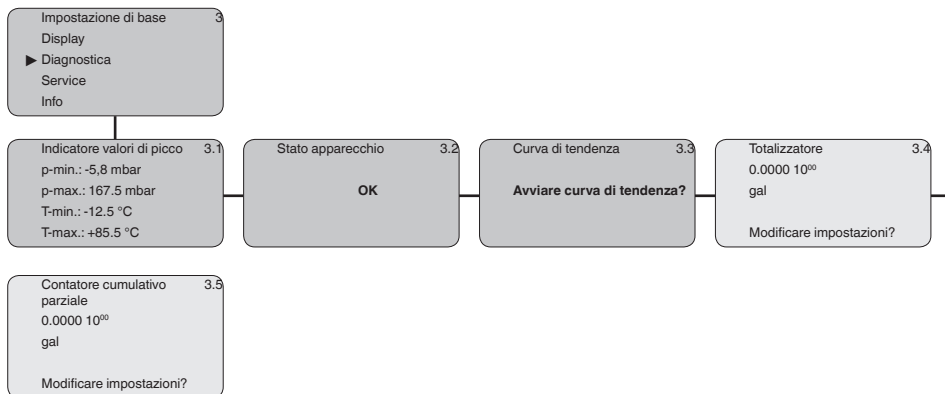 Impostazione di base 3
Display
▶ Diagnostica
Service
Info
Indicatore valori di picco 3.1
p-min.: -5,8 mbar
p-max.: 167.5 mbar
T-min.: -12.5 °C
T-max.: +85.5 °C
Stato apparecchio 3.2
OK
Curva di tendenza 3.3
Avviare curva di tendenza?
Totalizzatore 3.4
0.0000 10⁰⁰
gal
Modificare impostazioni?
Contatore cumulativo 3.5
parziale
0.0000 10⁰⁰
gal
Modificare impostazioni?